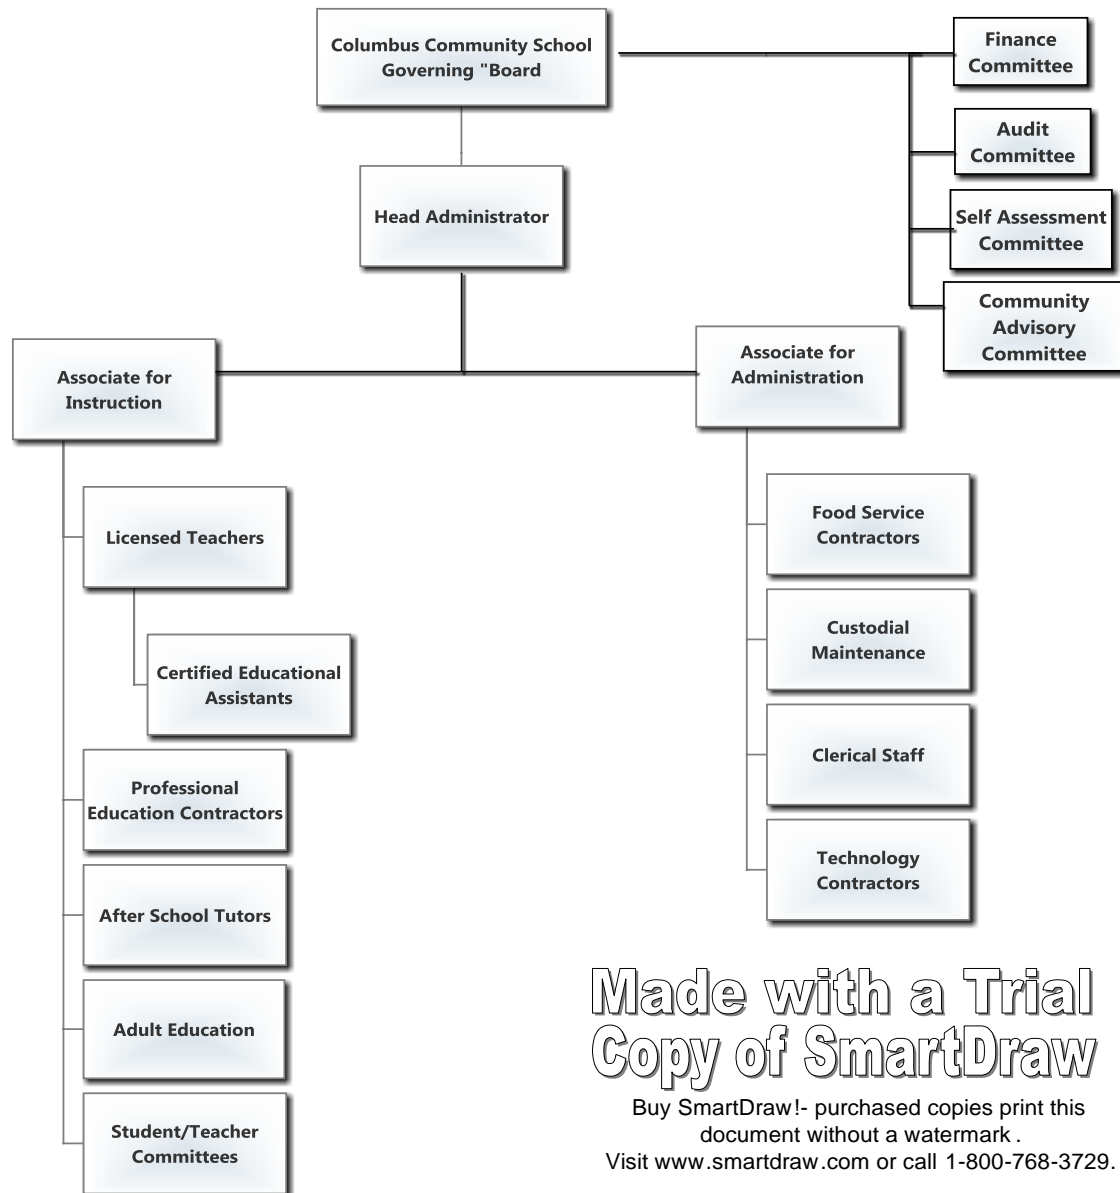 Columbus Community School
Governing "Board
Finance
Committee
Audit
Committee
Head Administrator
Self Assessment
Committee
Community
Advisory
Committee
Associate for
Instruction
Associate for
Administration
Licensed Teachers
Certified Educational
Assistants
Professional
Education Contractors
After School Tutors
Adult Education
Student/Teacher
Committees
Food Service
Contractors
Custodial
Maintenance
Clerical Staff
Technology
Contractors
Made with a Trial
Copy of SmartDraw
Buy SmartDraw!- purchased copies print this
document without a watermark .
Visit www.smartdraw.com or call 1-800-768-3729.